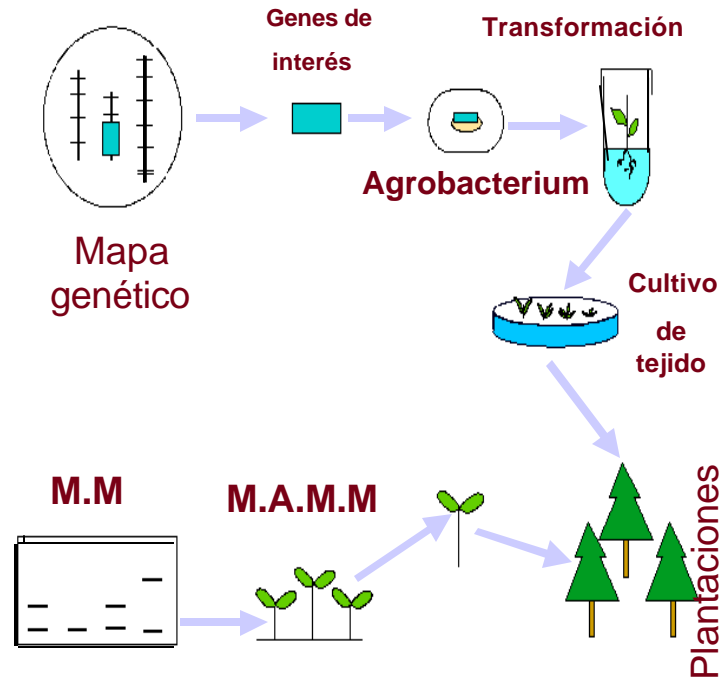 Genes de
interés
Transformación
Agrobacterium
Mapa
genético
Cultivo
de
tejido
M.M
M.A.M.M
Plantaciones